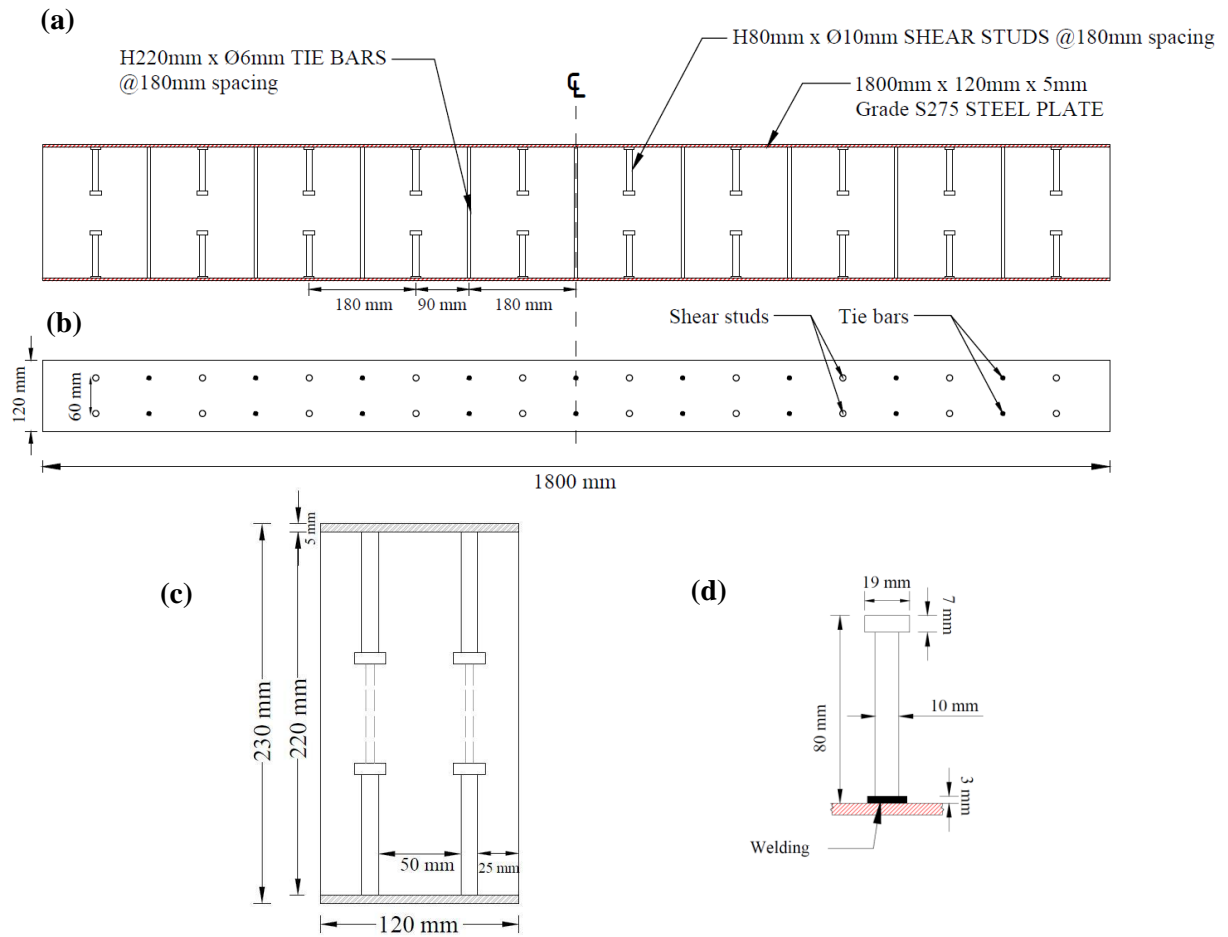 (a)
H220mm x Ø6mm TIE BARS
@180mm spacing
℄
H80mm x Ø10mm SHEAR STUDS @180mm spacing
1800mm x 120mm x 5mm
Grade S275 STEEL PLATE
180 mm
90 mm
180 mm
(b)
Shear studs
Tie bars
120 mm
60 mm
1800 mm
(c)
5 mm
230 mm
220 mm
50 mm
25 mm
120 mm
(d)
19 mm
7 mm
80 mm
10 mm
3 mm
Welding